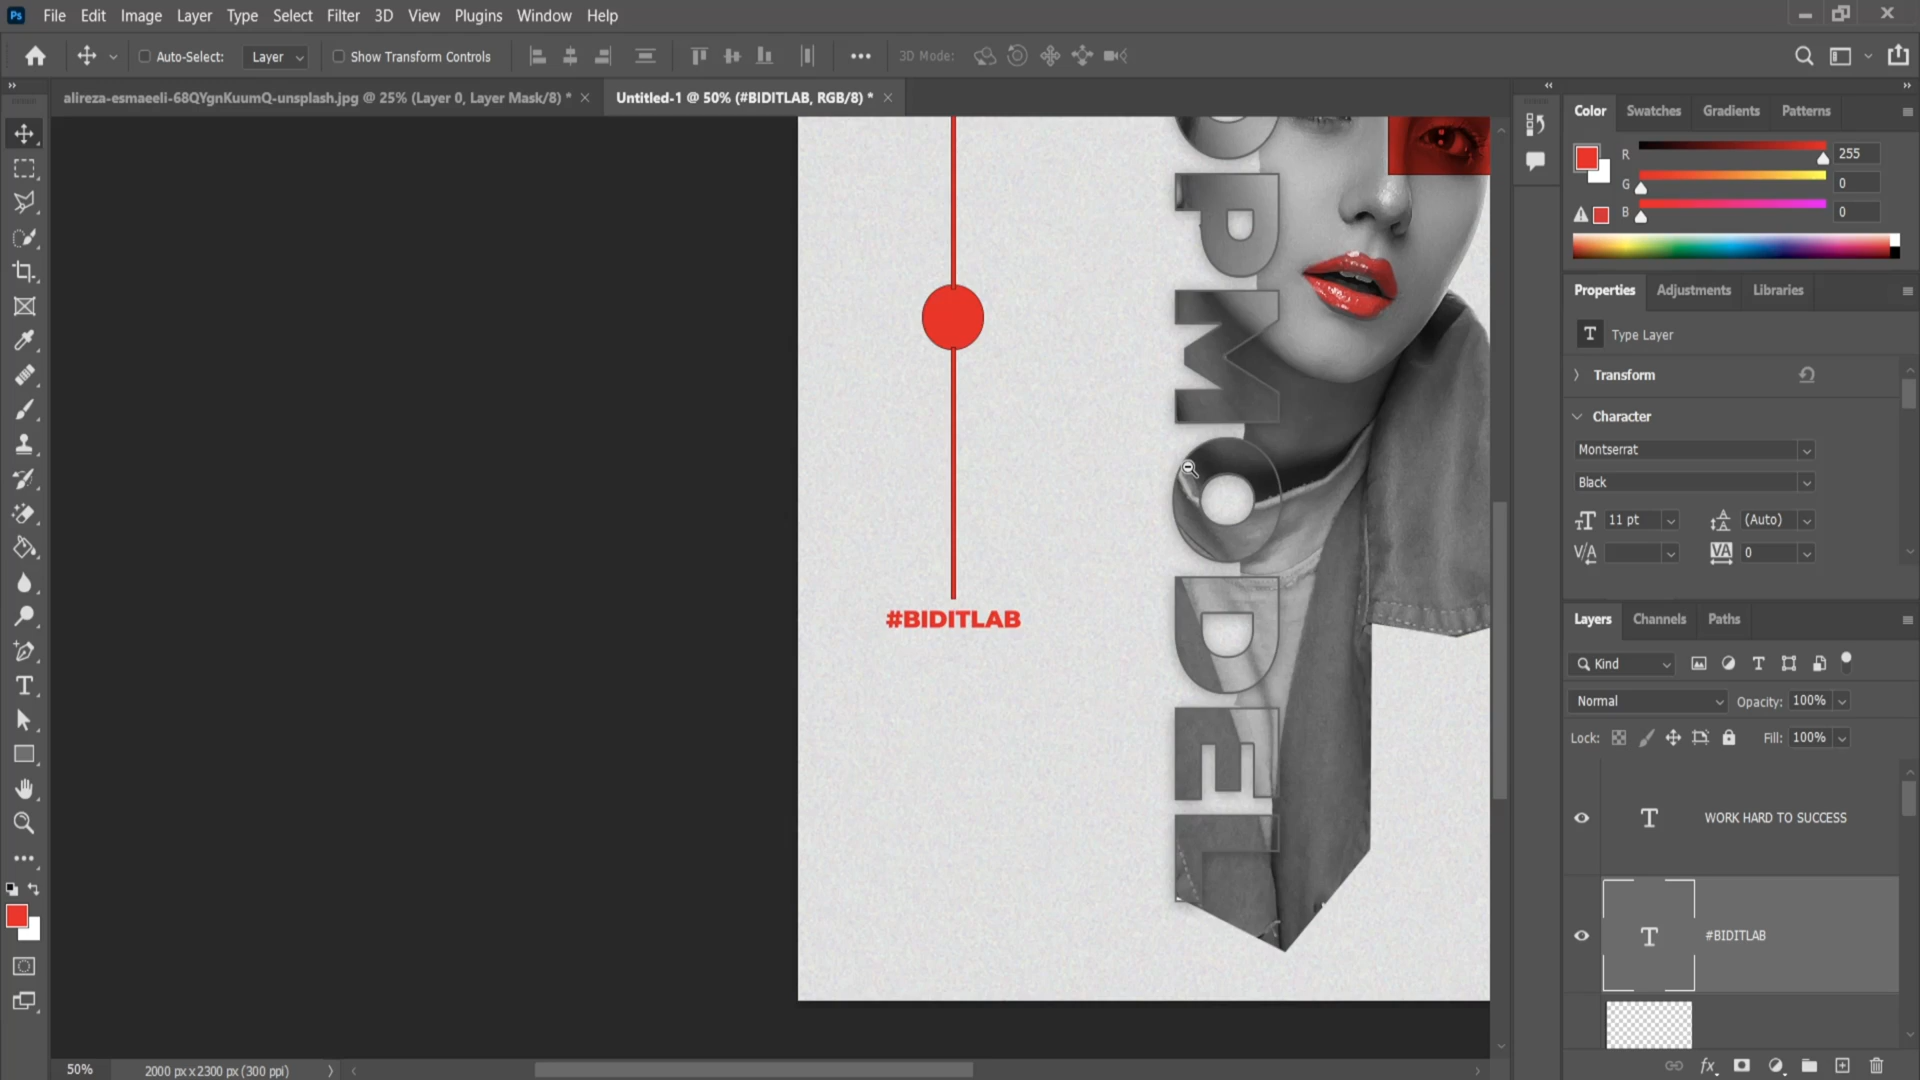 Ps File Edit Image Layer Type Select Filter 3D View Plugins Window Help
Auto-Select: Layer Show Transform Controls 3D Mode:
alireza-esmaeeli-68QYgnKuumQ-unsplash.jpg @ 25% (Layer 0, Layer Mask/8) * Untitled-1 @ 50% (#BIDITLAB, RGB/8) *
Color Swatches Gradients Patterns
R 255
G 0
B 0
Properties Adjustments Libraries
T Type Layer
Transform
Character
Montserrat
Black
11 pt (Auto)
V/A VA 0
Layers Channels Paths
Kind
Normal Opacity: 100%
Lock: Fill: 100%
T WORK HARD TO SUCCESS
T #BIDITLAB
fx
OPMODEL
#BIDITLAB
50% 2000 px x 2300 px (300 ppi)